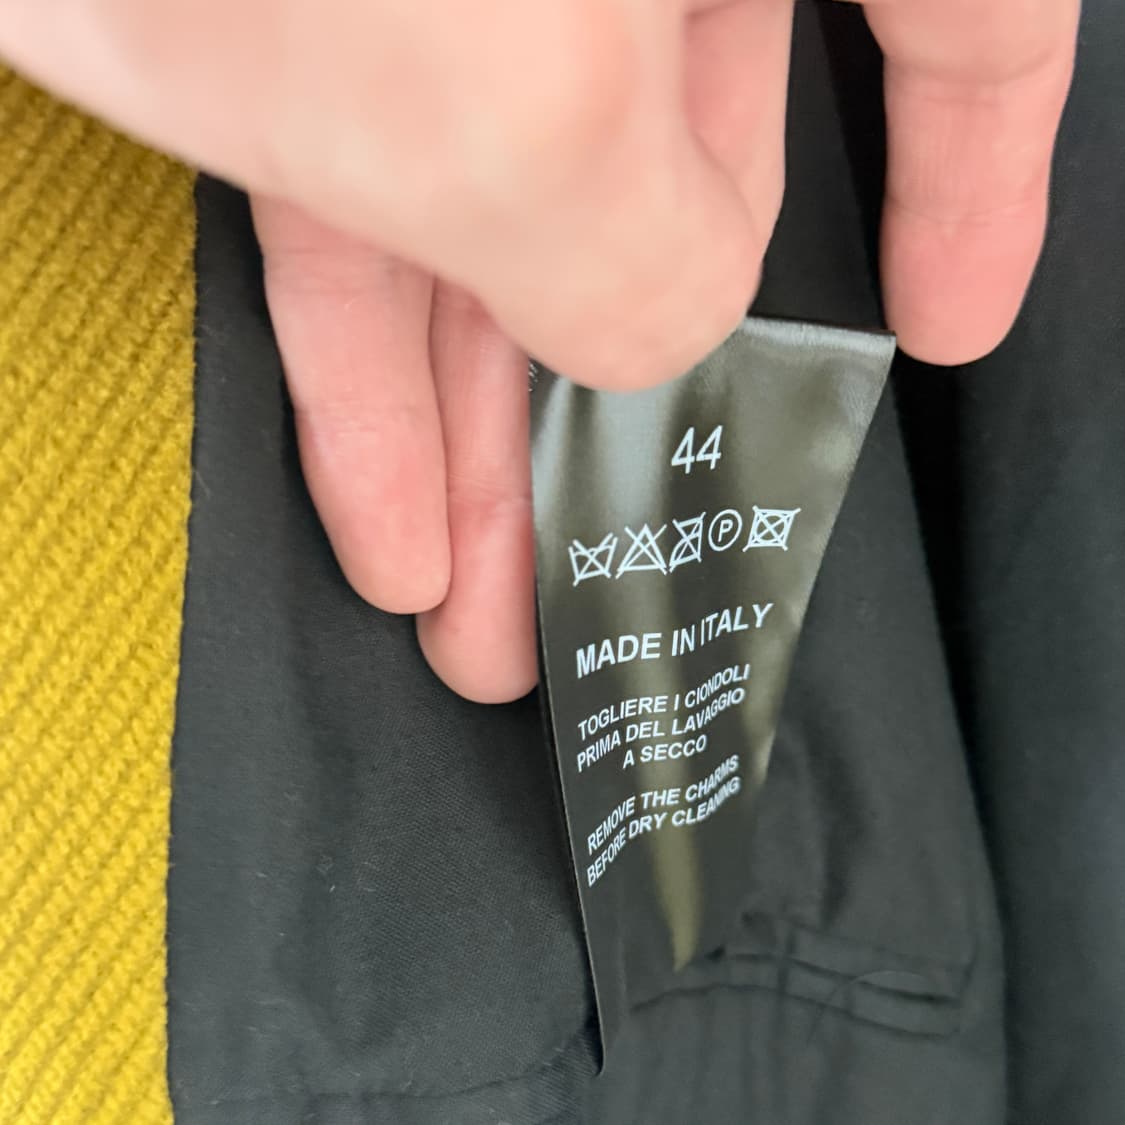 44
P
MADE IN ITALY
TOGLIERE I CIONDOLI
PRIMA DEL LAVAGGIO
A SECCO
REMOVE THE CHARMS
BEFORE DRY CLEANING